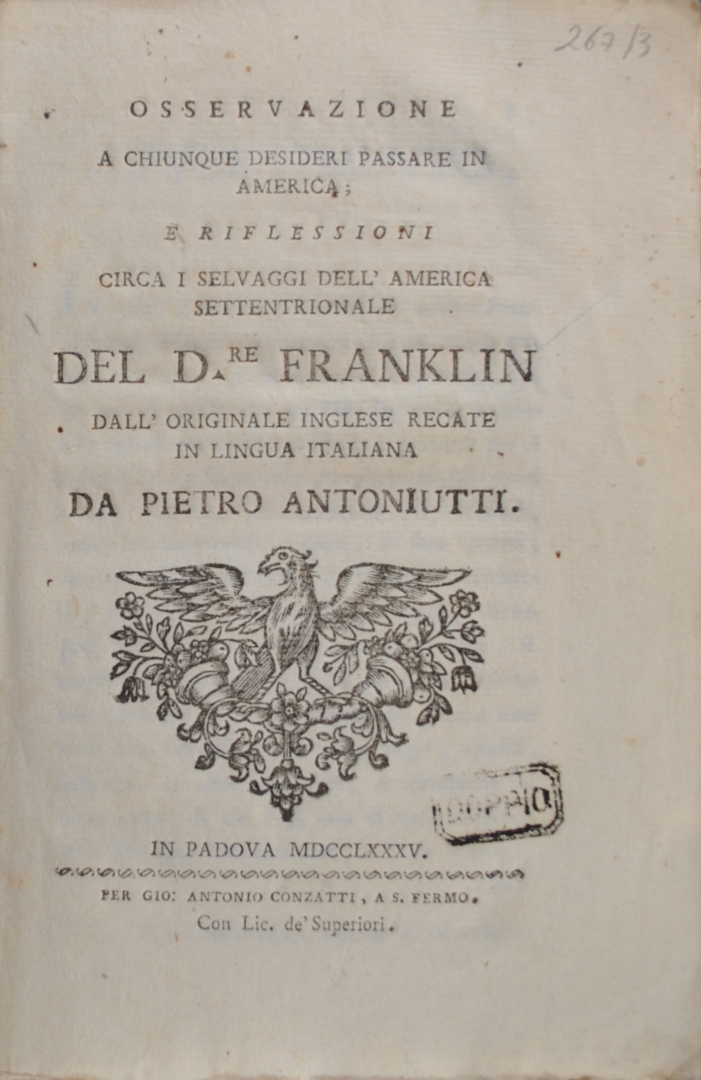 267/3
OSSERVAZIONE
A CHIUNQUE DESIDERI PASSARE IN
AMERICA;
E RIFLESSIONI
CIRCA I SELVAGGI DELL' AMERICA
SETTENTRIONALE
DEL D.RE FRANKLIN
DALL' ORIGINALE INGLESE RECATE
IN LINGUA ITALIANA
DA PIETRO ANTONIUTTI.
DOPPIO
IN PADOVA MDCCLXXXV.
PER GIO: ANTONIO CONZATTI, A S. FERMO.
Con Lic. de' Superiori.